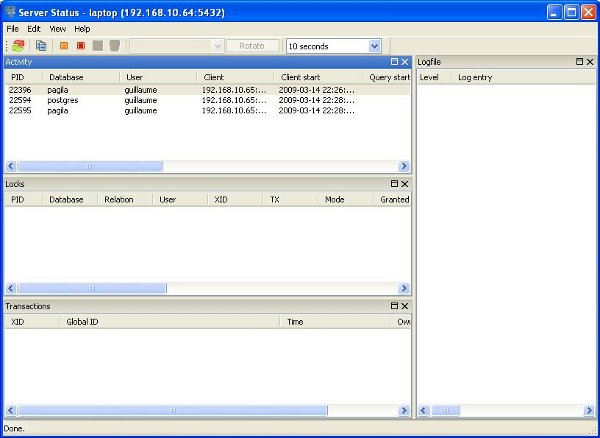 Server Status - laptop (192.168.10.64:5432)
File Edit View Help
Rotate 10 seconds
Activity
PID Database User Client Client start Query start
22396 pagila guillaume 192.168.10.65:... 2009-03-14 22:26:...
22594 postgres guillaume 192.168.10.65:... 2009-03-14 22:28:...
22595 pagila guillaume 192.168.10.65:... 2009-03-14 22:28:...
Locks
PID Database Relation User XID TX Mode Granted
Transactions
XID Global ID Time Ow
Logfile
Level Log entry
Done.